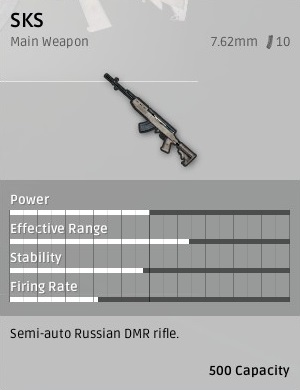 SKS
Main Weapon 7.62mm 10
Power
Effective Range
Stability
Firing Rate
Semi-auto Russian DMR rifle.
500 Capacity